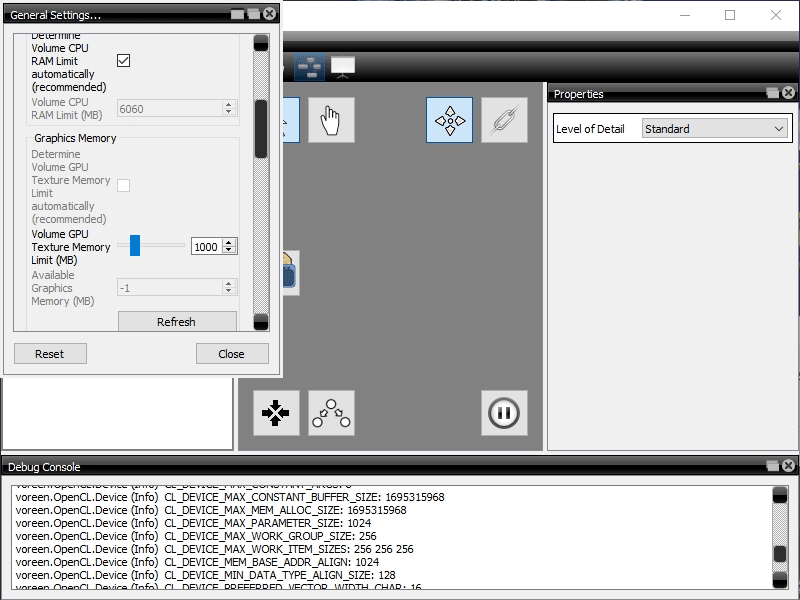 General Settings...
Determine
Volume CPU
RAM Limit
automatically
(recommended)
Volume CPU
RAM Limit (MB)
6060
Graphics Memory
Determine
Volume GPU
Texture Memory
Limit
automatically
(recommended)
Volume GPU
Texture Memory
Limit (MB)
1000
Available
Graphics
Memory (MB)
-1
Refresh
Reset
Close
Properties
Level of Detail
Standard
Debug Console
voreen.OpenCL.Device (Info) CL_DEVICE_MAX_CONSTANT_ARGS:
voreen.OpenCL.Device (Info) CL_DEVICE_MAX_CONSTANT_BUFFER_SIZE: 1695315968
voreen.OpenCL.Device (Info) CL_DEVICE_MAX_MEM_ALLOC_SIZE: 1695315968
voreen.OpenCL.Device (Info) CL_DEVICE_MAX_PARAMETER_SIZE: 1024
voreen.OpenCL.Device (Info) CL_DEVICE_MAX_WORK_GROUP_SIZE: 256
voreen.OpenCL.Device (Info) CL_DEVICE_MAX_WORK_ITEM_SIZES: 256 256 256
voreen.OpenCL.Device (Info) CL_DEVICE_MEM_BASE_ADDR_ALIGN: 1024
voreen.OpenCL.Device (Info) CL_DEVICE_MIN_DATA_TYPE_ALIGN_SIZE: 128
voreen.OpenCL.Device (Info) CL_DEVICE_PREFERRED_VECTOR_WIDTH_CHAR: 16